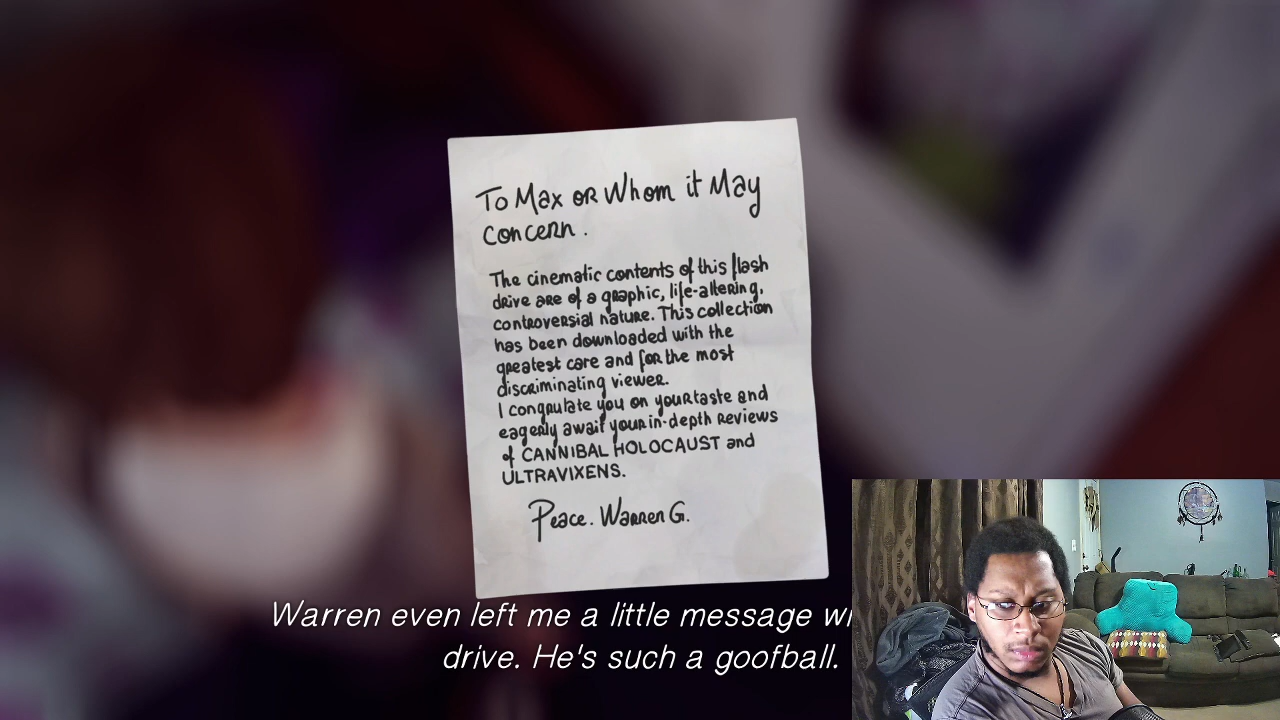 To Max or Whom it May
concern.
The cinematic contents of this flash
drive are of a graphic, life-altering,
controversial nature. This collection
has been downloaded with the
greatest care and for the most
discriminating viewer.
I congrulate you on your taste and
eagerly await your in-depth reviews
of CANNIBAL HOLOCAUST and
ULTRAVIXENS.
Peace. Warren G.
Warren even left me a little message wi
drive. He's such a goofball.